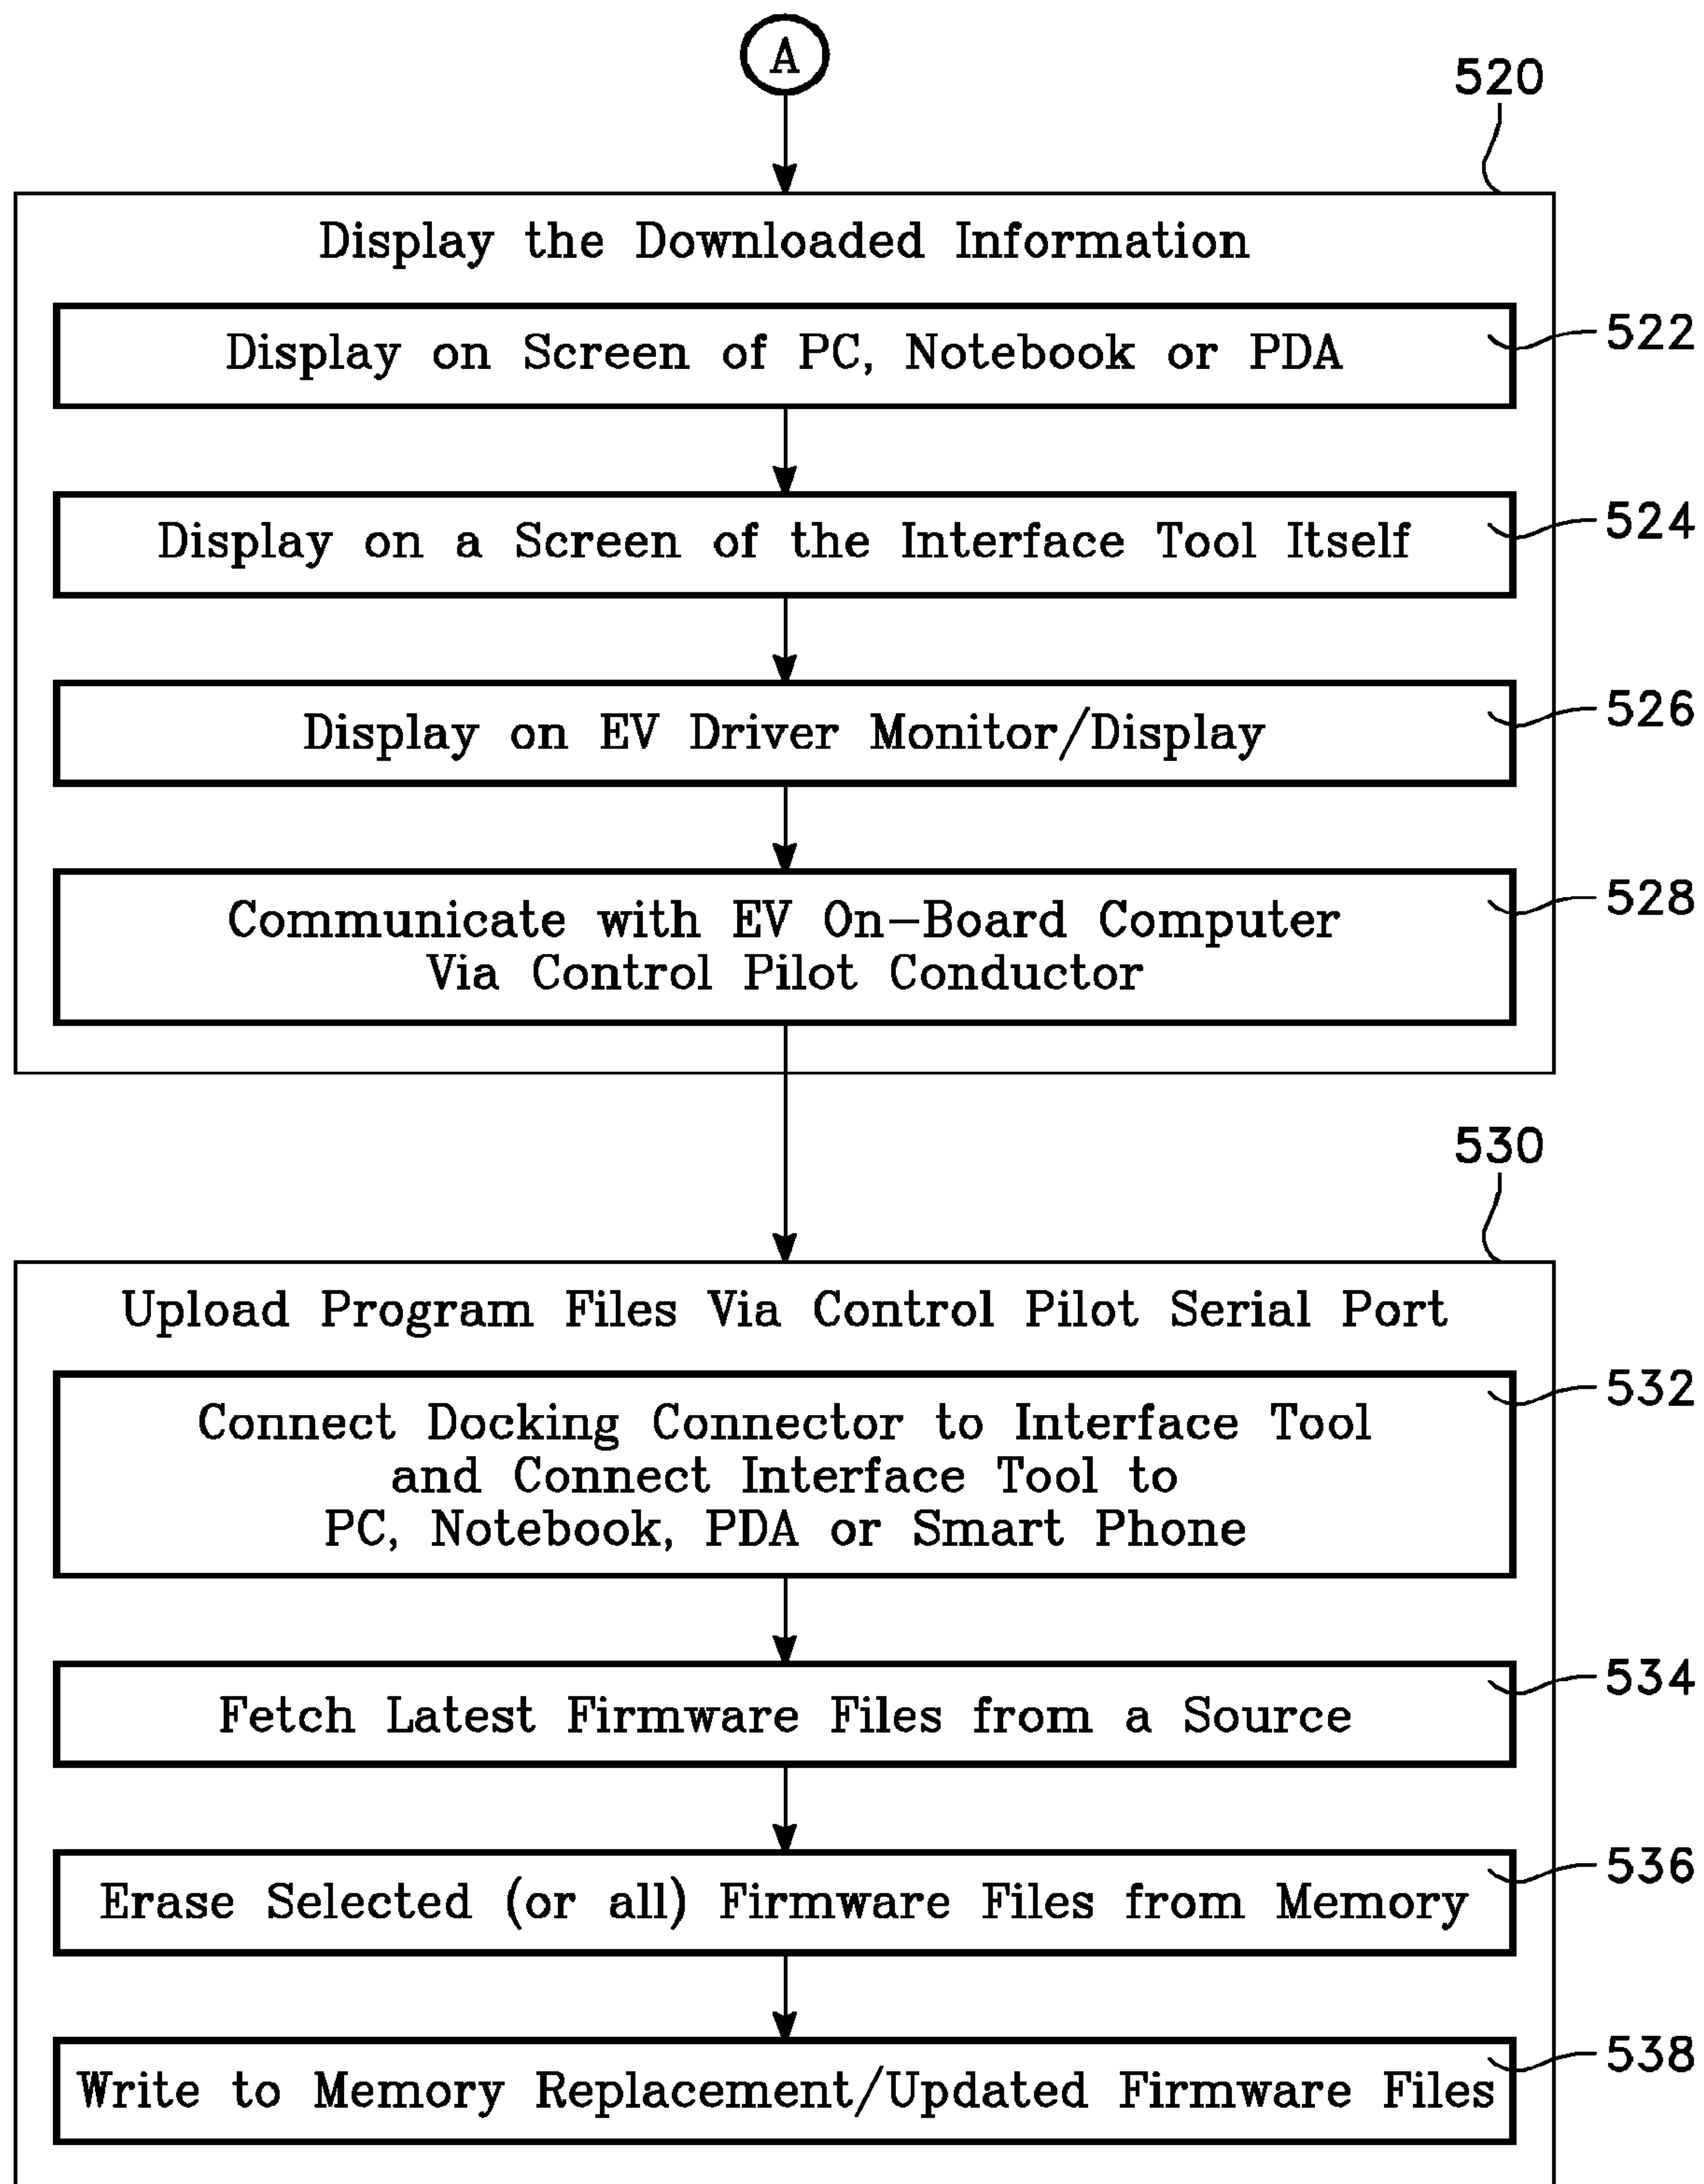 A
520
Display the Downloaded Information
Display on Screen of PC, Notebook or PDA
522
Display on a Screen of the Interface Tool Itself
524
Display on EV Driver Monitor/Display
526
Communicate with EV On-Board Computer
Via Control Pilot Conductor
528
530
Upload Program Files Via Control Pilot Serial Port
Connect Docking Connector to Interface Tool
and Connect Interface Tool to
PC, Notebook, PDA or Smart Phone
532
Fetch Latest Firmware Files from a Source
534
Erase Selected (or all) Firmware Files from Memory
536
Write to Memory Replacement/Updated Firmware Files
538